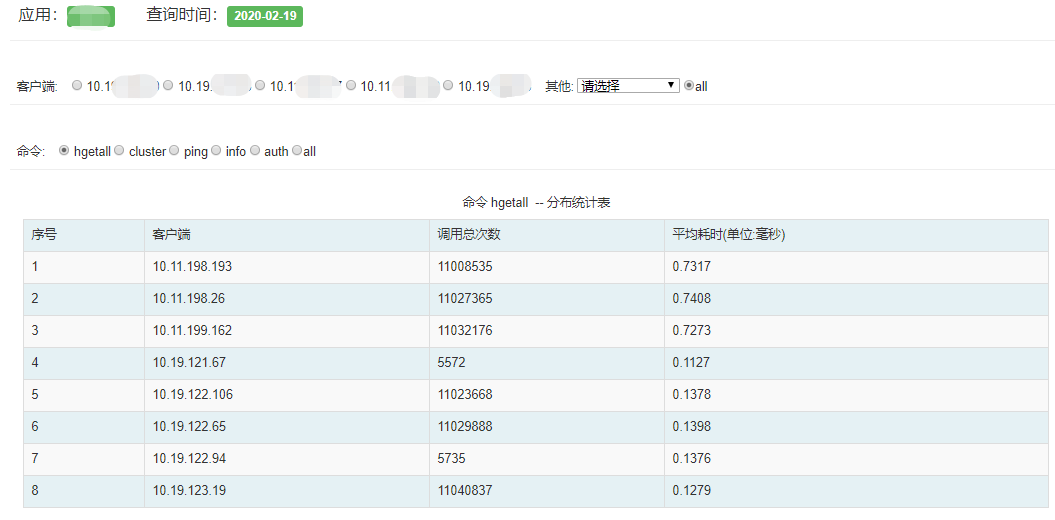 应用: 查询时间: 2020-02-19
客户端: 10.1 10.19. 10.1 10.11 10.19 其他: 请选择 all
命令: hgetall cluster ping info auth all
命令 hgetall -- 分布统计表
序号 客户端 调用总次数 平均耗时(单位:毫秒)
1 10.11.198.193 11008535 0.7317
2 10.11.198.26 11027365 0.7408
3 10.11.199.162 11032176 0.7273
4 10.19.121.67 5572 0.1127
5 10.19.122.106 11023668 0.1378
6 10.19.122.65 11029888 0.1398
7 10.19.122.94 5735 0.1376
8 10.19.123.19 11040837 0.1279